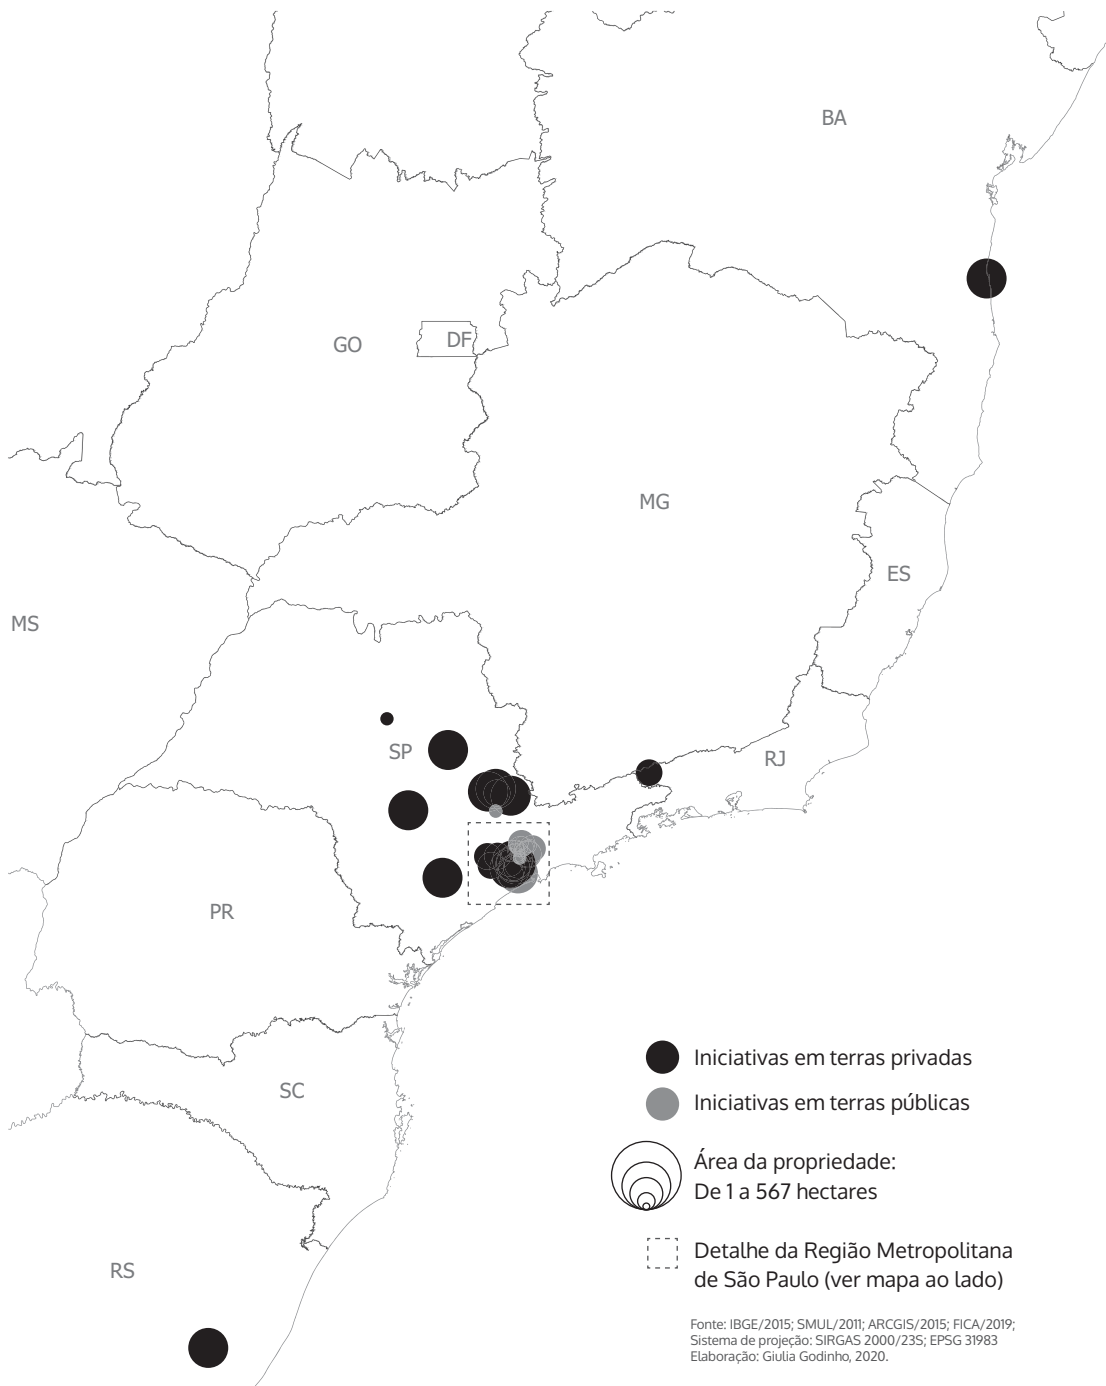 BA
GO
DF
MG
ES
MS
SP
RJ
PR
SC
RS
Iniciativas em terras privadas
Iniciativas em terras públicas
Área da propriedade:
De 1 a 567 hectares
Detalhe da Região Metropolitana
de São Paulo (ver mapa ao lado)
Fonte: IBGE/2015; SMUL/2011; ARCGIS/2015; FICA/2019;
Sistema de projeção: SIRGAS 2000/23S; EPSG 31983
Elaboração: Giulia Godinho, 2020.